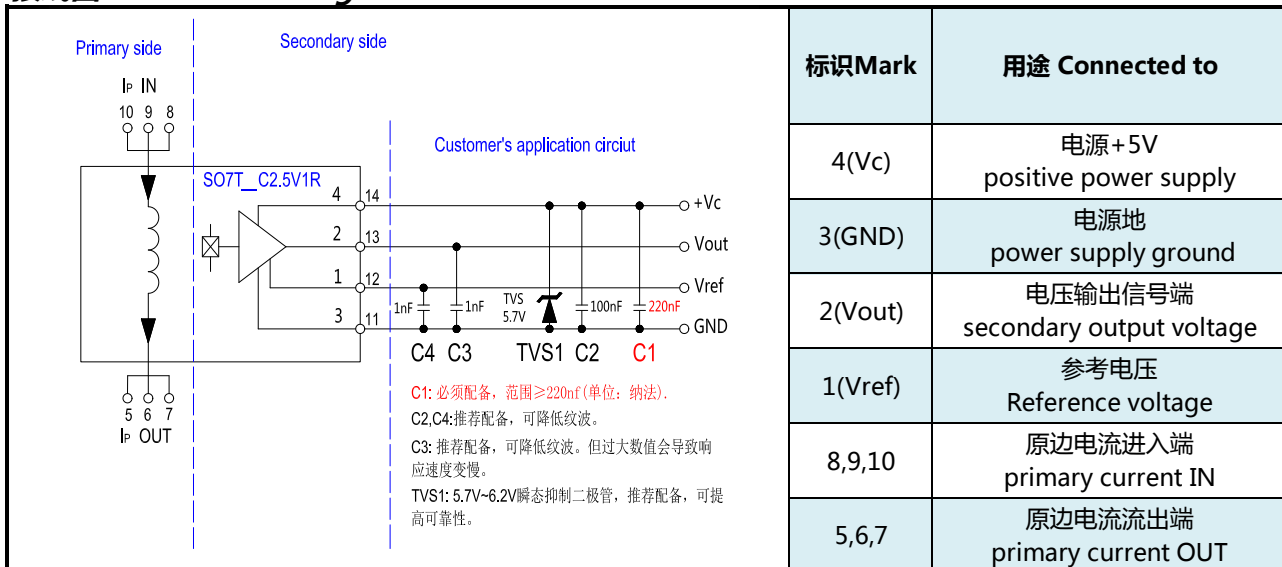 Primary side
Secondary side
IP IN
10 9 8
SO7T__C2.5V1R
Customer's application circiut
4 14
+Vc
2 13
Vout
1 12
Vref
3 11
GND
1nF
1nF
TVS
5.7V
100nF
220nF
C4 C3 TVS1 C2 C1
C1: 必须配备，范围≥220nf(单位：纳法).
C2,C4:推荐配备，可降低纹波。
C3: 推荐配备，可降低纹波。但过大数值会导致响
应速度变慢。
TVS1: 5.7V~6.2V瞬态抑制二极管，推荐配备，可提
高可靠性。
5 6 7
IP OUT
标识Mark 用途 Connected to
4(Vc) 电源+5V
positive power supply
3(GND) 电源地
power supply ground
2(Vout) 电压输出信号端
secondary output voltage
1(Vref) 参考电压
Reference voltage
8,9,10 原边电流进入端
primary current IN
5,6,7 原边电流流出端
primary current OUT